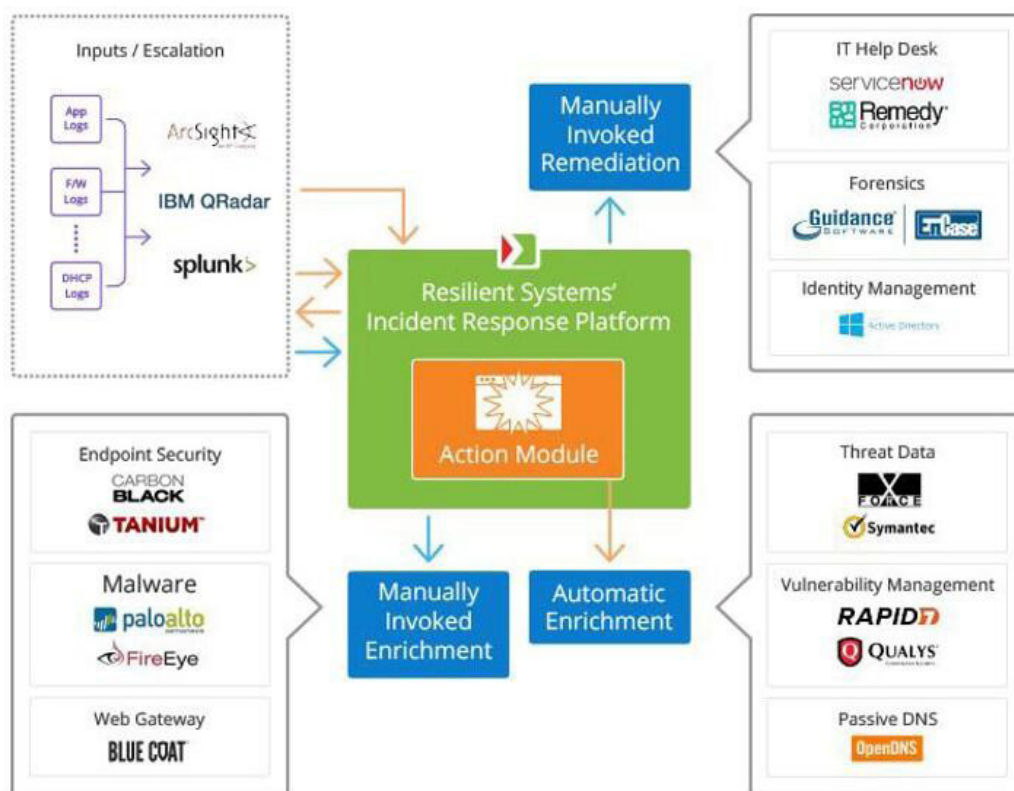 Inputs / Escalation
App
Logs
F/W
Logs
DHCP
Logs
ArcSight
IBM QRadar
splunk>
Manually
Invoked
Remediation
Resilient Systems’
Incident Response Platform
Action Module
Manually
Invoked
Enrichment
Automatic
Enrichment
IT Help Desk
servicenow
Remedy
Corporation
Forensics
Guidance
SOFTWARE
EnCase
Identity Management
Active Directors
Endpoint Security
CARBON
BLACK
TANIUM™
Malware
paloalto
FireEye
Web Gateway
BLUE COAT
Threat Data
X
FORCE
Symantec
Vulnerability Management
RAPID7
QUALYS
Passive DNS
OpenDNS